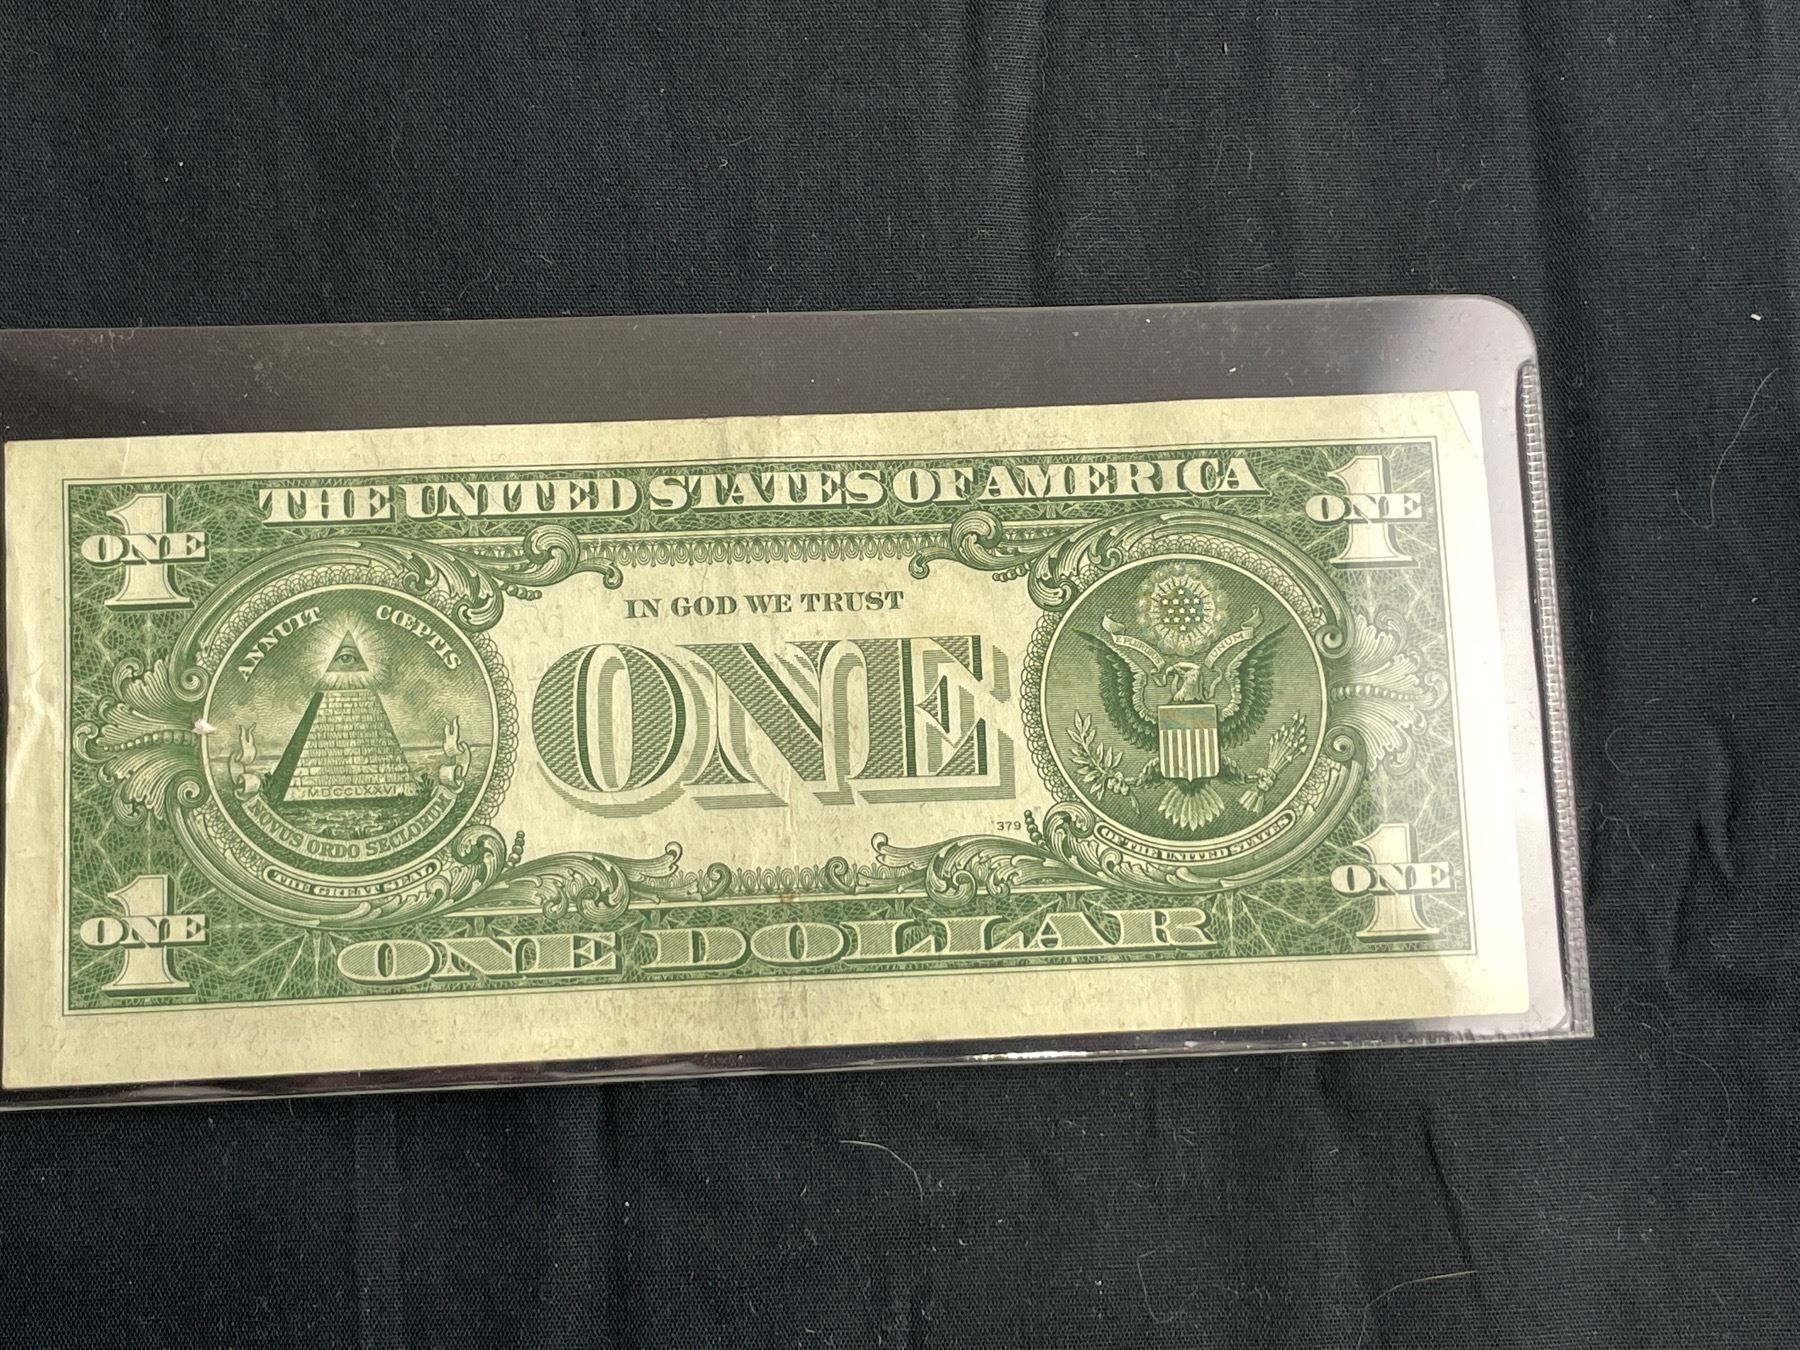 THE UNITED STATES OF AMERICA
1 ONE
1 ONE
ANNUIT CŒPTIS
IN GOD WE TRUST
E PLURIBUS UNUM
ONE
MDCCLXXVI
NOVUS ORDO SECLORUM
379
THE GREAT SEAL
OF THE UNITED STATES
1 ONE
1 ONE
ONE DOLLAR